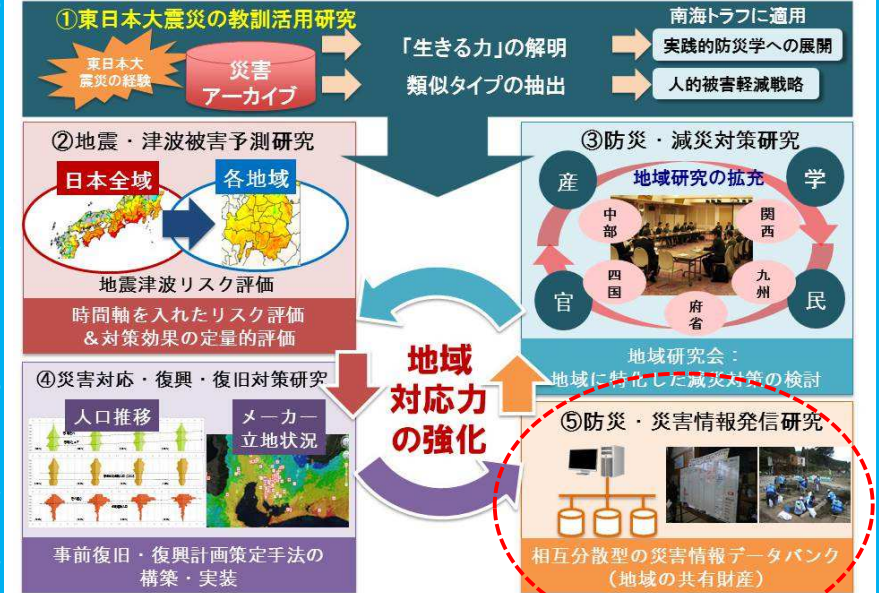 ①東日本大震災の教訓活用研究
東日本大
震災の経験
災害
アーカイブ
「生きる力」の解明
類似タイプの抽出
南海トラフに適用
実践的防災学への展開
人的被害軽減戦略
②地震・津波被害予測研究
日本全域
各地域
地震津波リスク評価
時間軸を入れたリスク評価
＆対策効果の定量的評価
③防災・減災対策研究
産
学
官
民
地域研究の拡充
中部
関西
四国
九州
府省
地域研究会：
地域に特化した減災対策の検討
地域
対応力
の強化
④災害対応・復興・復旧対策研究
人口推移
メーカー
立地状況
事前復旧・復興計画策定手法の
構築・実装
⑤防災・災害情報発信研究
相互分散型の災害情報データバンク
（地域の共有財産）